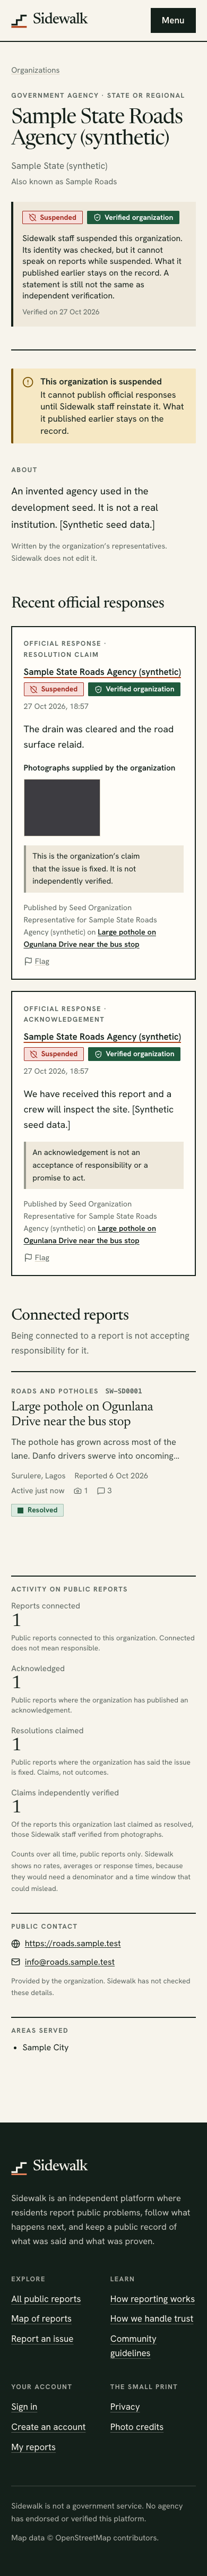 Sidewalk
Menu
Organizations
GOVERNMENT AGENCY · STATE OR REGIONAL
Sample State Roads
Agency (synthetic)
Sample State (synthetic)
Also known as Sample Roads
Suspended
Verified organization
Sidewalk staff suspended this organization.
Its identity was checked, but it cannot
speak on reports while suspended. What it
published earlier stays on the record. A
statement is still not the same as
independent verification.
Verified on 27 Oct 2026
This organization is suspended
It cannot publish official responses
until Sidewalk staff reinstate it. What
it published earlier stays on the
record.
ABOUT
An invented agency used in the
development seed. It is not a real
institution. [Synthetic seed data.]
Written by the organization's representatives.
Sidewalk does not edit it.
Recent official responses
OFFICIAL RESPONSE ·
RESOLUTION CLAIM
Sample State Roads Agency (synthetic)
Suspended
Verified organization
27 Oct 2026, 18:57
The drain was cleared and the road
surface relaid.
Photographs supplied by the organization
This is the organization's claim
that the issue is fixed. It is not
independently verified.
Published by Seed Organization
Representative for Sample State Roads
Agency (synthetic) on Large pothole on
Ogunlana Drive near the bus stop
Flag
OFFICIAL RESPONSE ·
ACKNOWLEDGEMENT
Sample State Roads Agency (synthetic)
Suspended
Verified organization
27 Oct 2026, 18:57
We have received this report and a
crew will inspect the site. [Synthetic
seed data.]
An acknowledgement is not an
acceptance of responsibility or a
promise to act.
Published by Seed Organization
Representative for Sample State Roads
Agency (synthetic) on Large pothole on
Ogunlana Drive near the bus stop
Flag
Connected reports
Being connected to a report is not accepting
responsibility for it.
ROADS AND POTHOLES SW-SD0001
Large pothole on Ogunlana
Drive near the bus stop
The pothole has grown across most of the
lane. Danfo drivers swerve into oncoming...
Surulere, Lagos Reported 6 Oct 2026
Active just now 1 3
Resolved
ACTIVITY ON PUBLIC REPORTS
Reports connected
1
Public reports connected to this organization. Connected
does not mean responsible.
Acknowledged
1
Public reports where the organization has published an
acknowledgement.
Resolutions claimed
1
Public reports where the organization has said the issue
is fixed. Claims, not outcomes.
Claims independently verified
1
Of the reports this organization last claimed as resolved,
those Sidewalk staff verified from photographs.
Counts over all time, public reports only. Sidewalk
shows no rates, averages or response times, because
they would need a denominator and a time window that
could mislead.
PUBLIC CONTACT
https://roads.sample.test
info@roads.sample.test
Provided by the organization. Sidewalk has not checked
these details.
AREAS SERVED
• Sample City
Sidewalk
Sidewalk is an independent platform where
residents report public problems, follow what
happens next, and keep a public record of
what was said and what was proven.
EXPLORE
All public reports
Map of reports
Report an issue
LEARN
How reporting works
How we handle trust
Community
guidelines
YOUR ACCOUNT
Sign in
Create an account
My reports
THE SMALL PRINT
Privacy
Photo credits
Sidewalk is not a government service. No agency
has endorsed or verified this platform.
Map data © OpenStreetMap contributors.